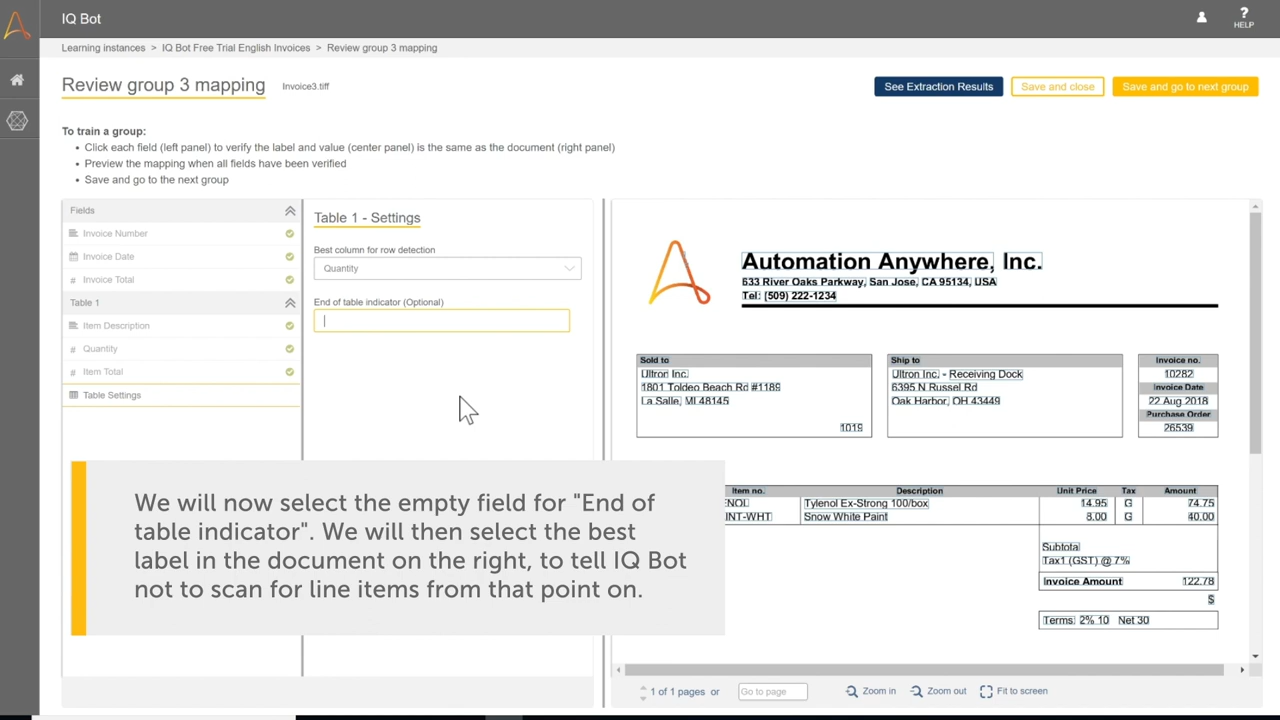 IQ Bot
HELP
Learning instances > IQ Bot Free Trial English Invoices > Review group 3 mapping
Review group 3 mapping
Invoice3.tiff
See Extraction Results
Save and close
Save and go to next group
To train a group:
• Click each field (left panel) to verify the label and value (center panel) is the same as the document (right panel)
• Preview the mapping when all fields have been verified
• Save and go to the next group
Fields
Invoice Number
Invoice Date
# Invoice Total
Table 1
Item Description
# Quantity
# Item Total
Table Settings
Table 1 - Settings
Best column for row detection
Quantity
End of table indicator (Optional)
We will now select the empty field for "End of
table indicator". We will then select the best
label in the document on the right, to tell IQ Bot
not to scan for line items from that point on.
Automation Anywhere, Inc.
633 River Oaks Parkway, San Jose, CA 95134, USA
Tel: (509) 222-1234
Sold to
Ultron Inc.
1801 Toldeo Beach Rd #1189
La Salle, MI 48145
1019
Ship to
Ultron Inc. - Receiving Dock
6395 N Russel Rd
Oak Harbor, OH 43449
Invoice no.
10282
Invoice Date
22 Aug 2018
Purchase Order
26539
Item no. Description Unit Price Tax Amount
NOL Tylenol Ex-Strong 100/box 14.95 G 74.75
INT-WHT Snow White Paint 8.00 G 40.00
Subtotal
Tax1 (GST) @ 7%
Invoice Amount 122.78
$
Terms: 2% 10 Net 30
1 of 1 pages or
Go to page
Zoom in
Zoom out
Fit to screen